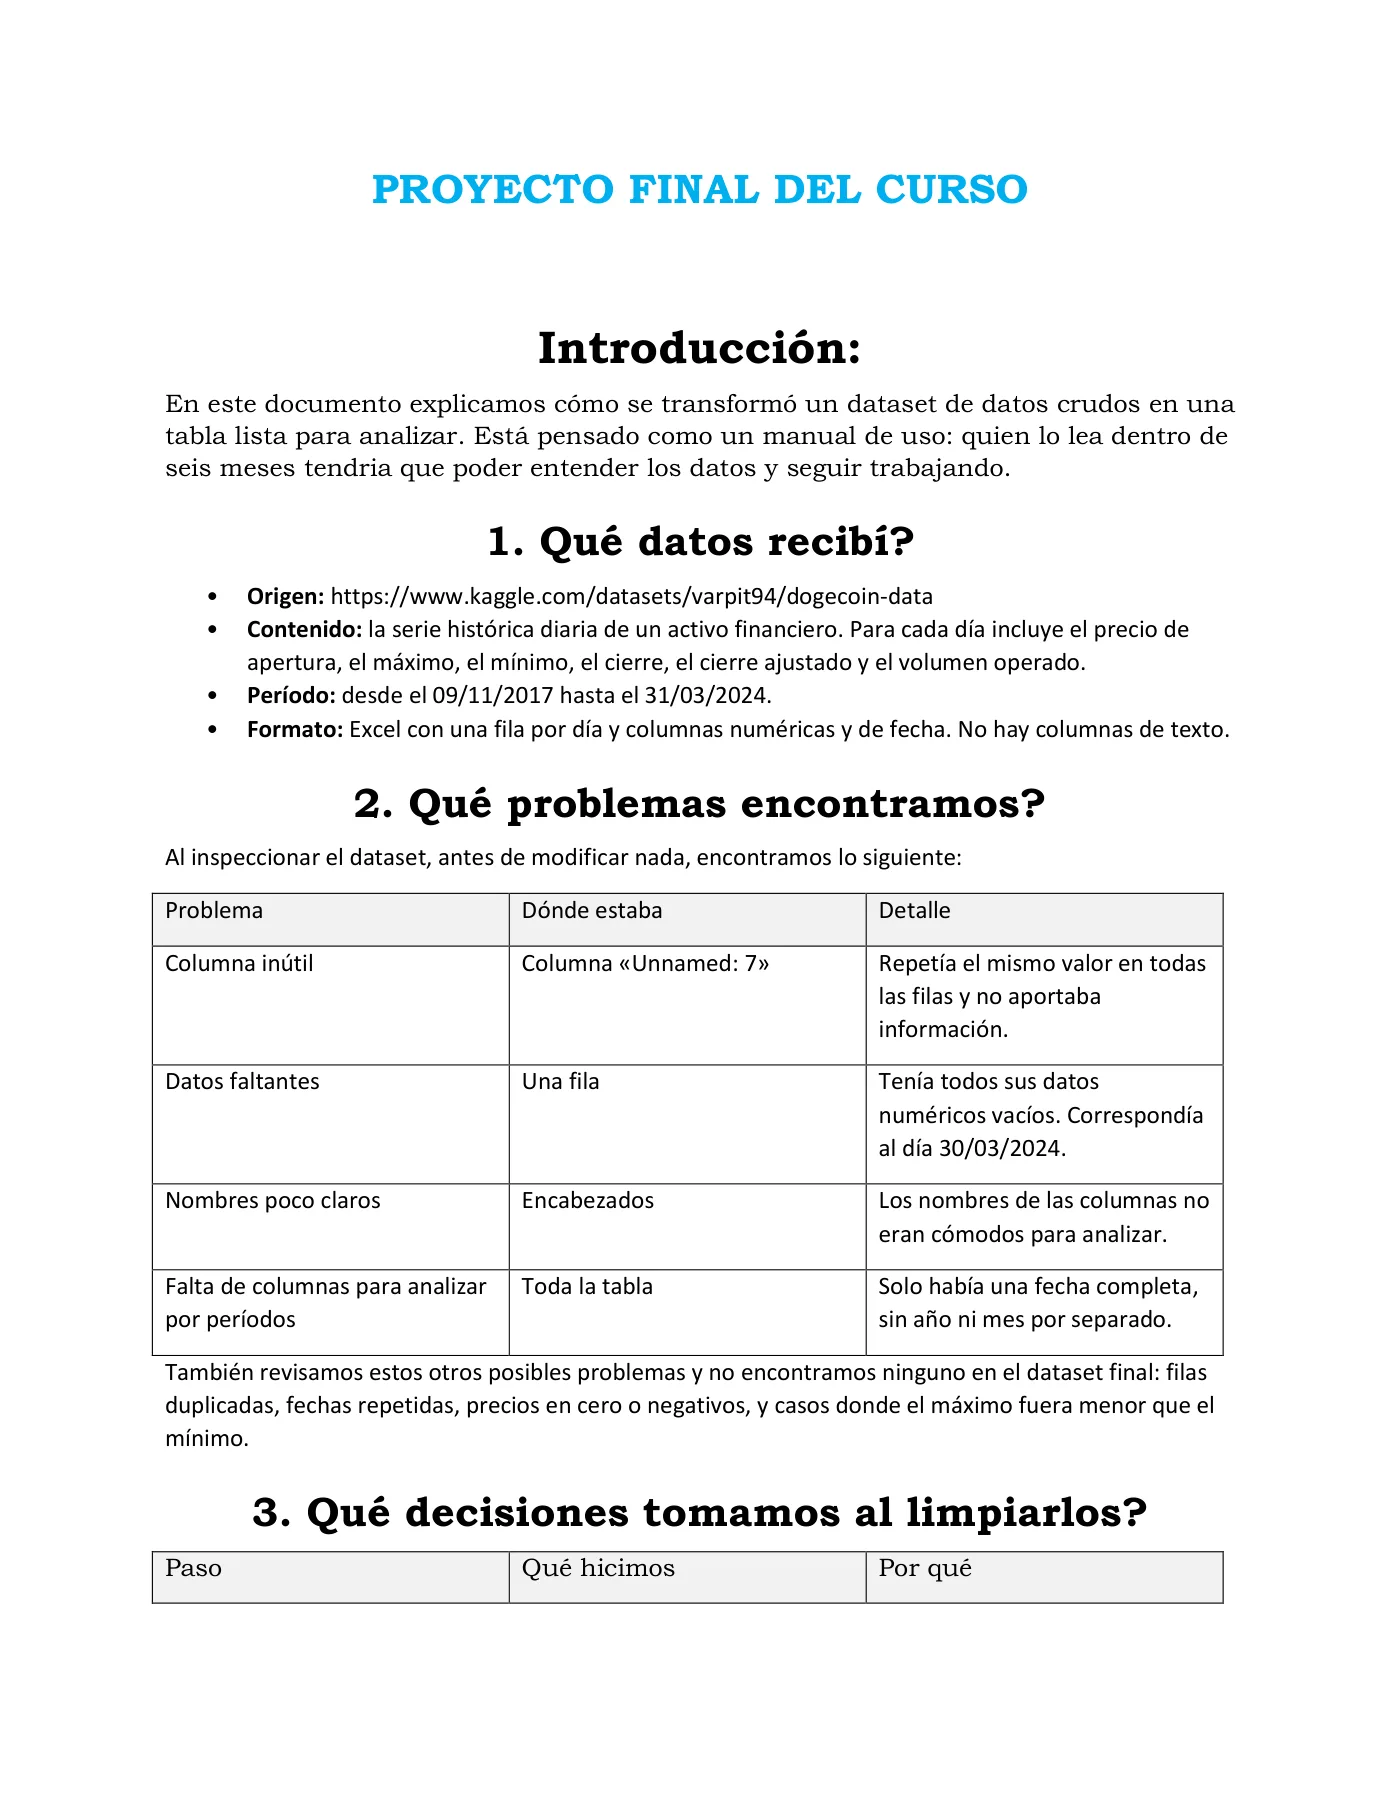 PROYECTO FINAL DEL CURSO
Introducción:
En este documento explicamos cómo se transformó un dataset de datos crudos en una
tabla lista para analizar. Está pensado como un manual de uso: quien lo lea dentro de
seis meses tendria que poder entender los datos y seguir trabajando.
1. Qué datos recibí?
• Origen: https://www.kaggle.com/datasets/varpit94/dogecoin-data
• Contenido: la serie histórica diaria de un activo financiero. Para cada día incluye el precio de
apertura, el máximo, el mínimo, el cierre, el cierre ajustado y el volumen operado.
• Período: desde el 09/11/2017 hasta el 31/03/2024.
• Formato: Excel con una fila por día y columnas numéricas y de fecha. No hay columnas de texto.
2. Qué problemas encontramos?
Al inspeccionar el dataset, antes de modificar nada, encontramos lo siguiente:
Problema
Dónde estaba
Detalle
Columna inútil
Columna «Unnamed: 7»
Repetía el mismo valor en todas
las filas y no aportaba
información.
Datos faltantes
Una fila
Tenía todos sus datos
numéricos vacíos. Correspondía
al día 30/03/2024.
Nombres poco claros
Encabezados
Los nombres de las columnas no
eran cómodos para analizar.
Falta de columnas para analizar
por períodos
Toda la tabla
Solo había una fecha completa,
sin año ni mes por separado.
También revisamos estos otros posibles problemas y no encontramos ninguno en el dataset final: filas
duplicadas, fechas repetidas, precios en cero o negativos, y casos donde el máximo fuera menor que el
mínimo.
3. Qué decisiones tomamos al limpiarlos?
Paso
Qué hicimos
Por qué